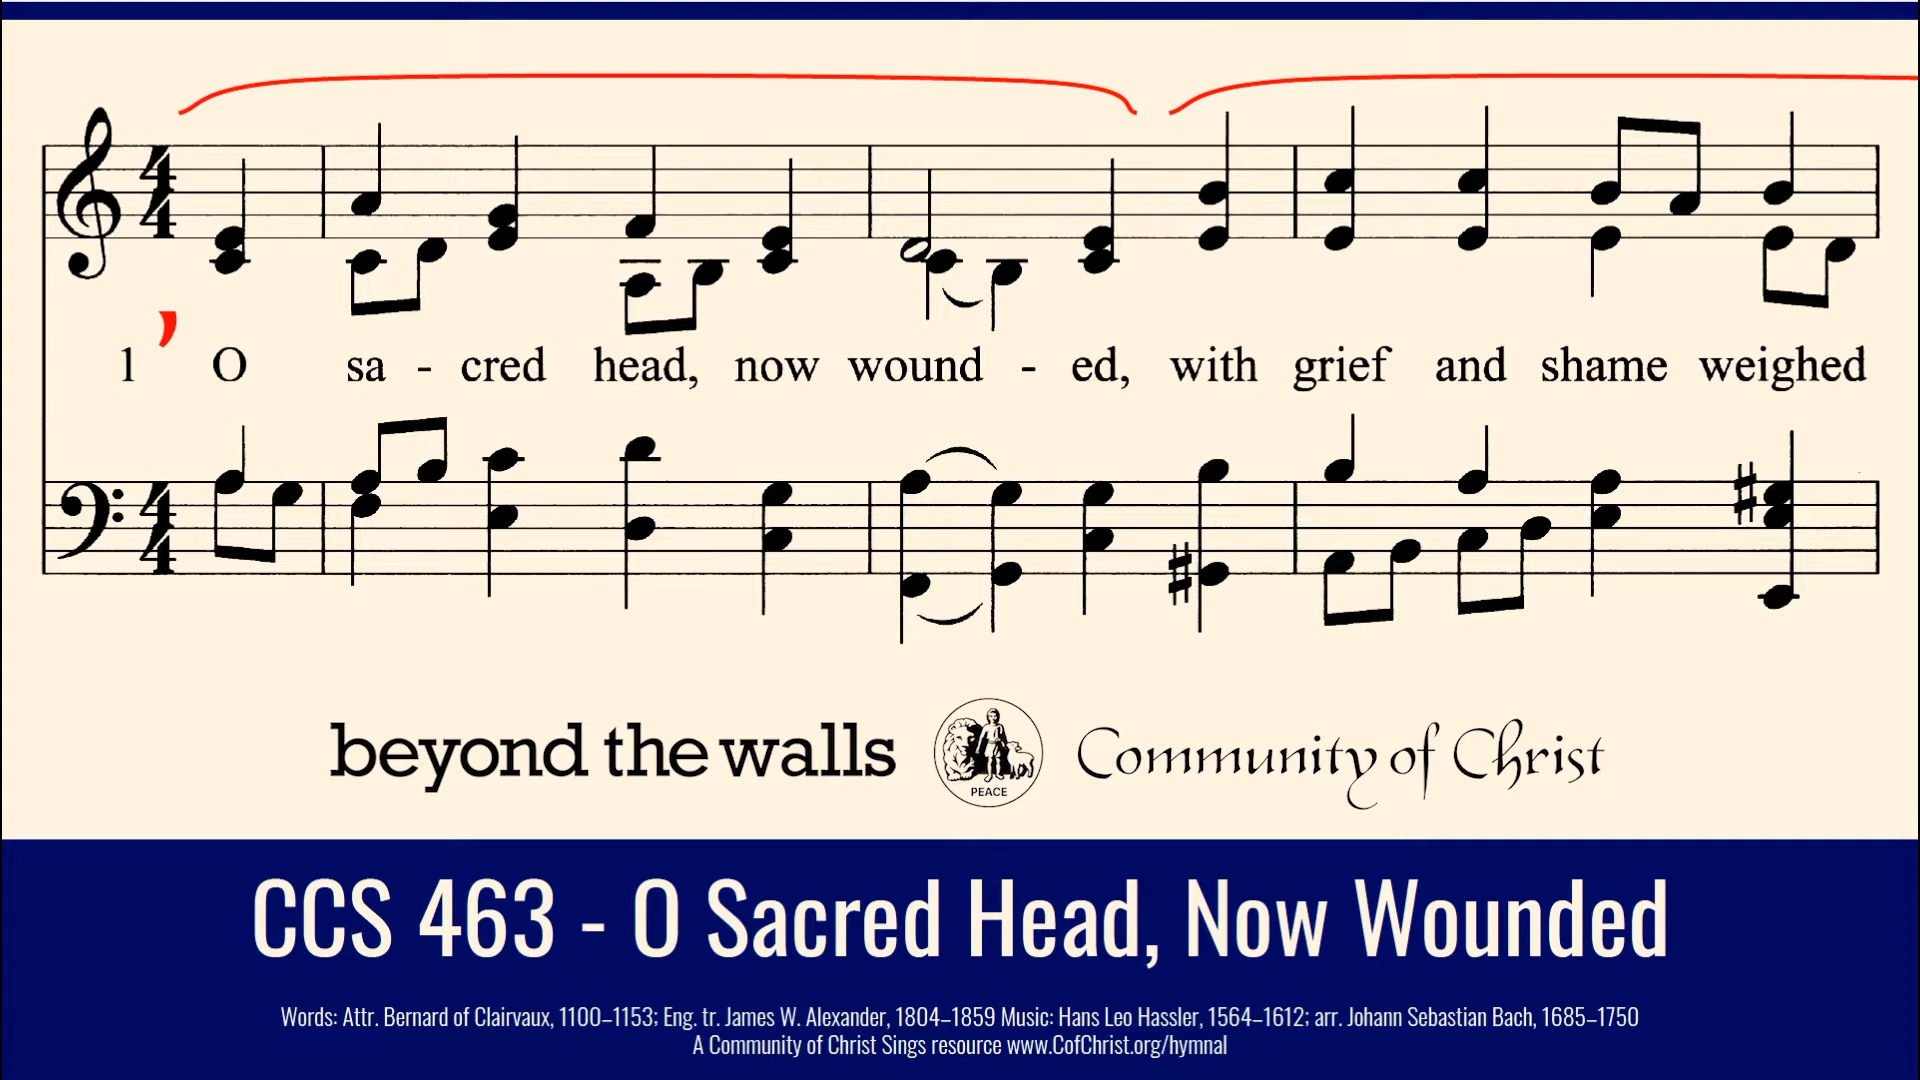 1 O sa - cred head, now wound - ed, with grief and shame weighed
beyond the walls PEACE Community of Christ
CCS 463 - O Sacred Head, Now Wounded
Words: Attr. Bernard of Clairvaux, 1100–1153; Eng. tr. James W. Alexander, 1804–1859 Music: Hans Leo Hassler, 1564–1612; arr. Johann Sebastian Bach, 1685–1750
A Community of Christ Sings resource www.CofChrist.org/hymnal